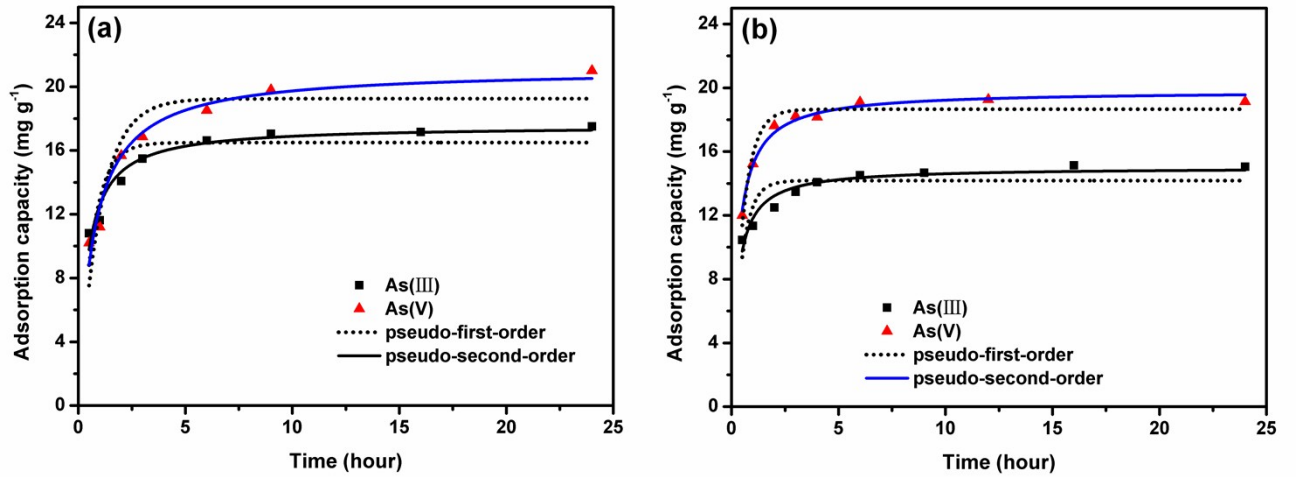 (a)
Adsorption capacity (mg g-1)
24
20
16
12
8
4
0
0 5 10 15 20 25
Time (hour)
As(Ⅲ)
As(V)
pseudo-first-order
pseudo-second-order
(b)
Adsorption capacity (mg g-1)
24
20
16
12
8
4
0
0 5 10 15 20 25
Time (hour)
As(Ⅲ)
As(V)
pseudo-first-order
pseudo-second-order